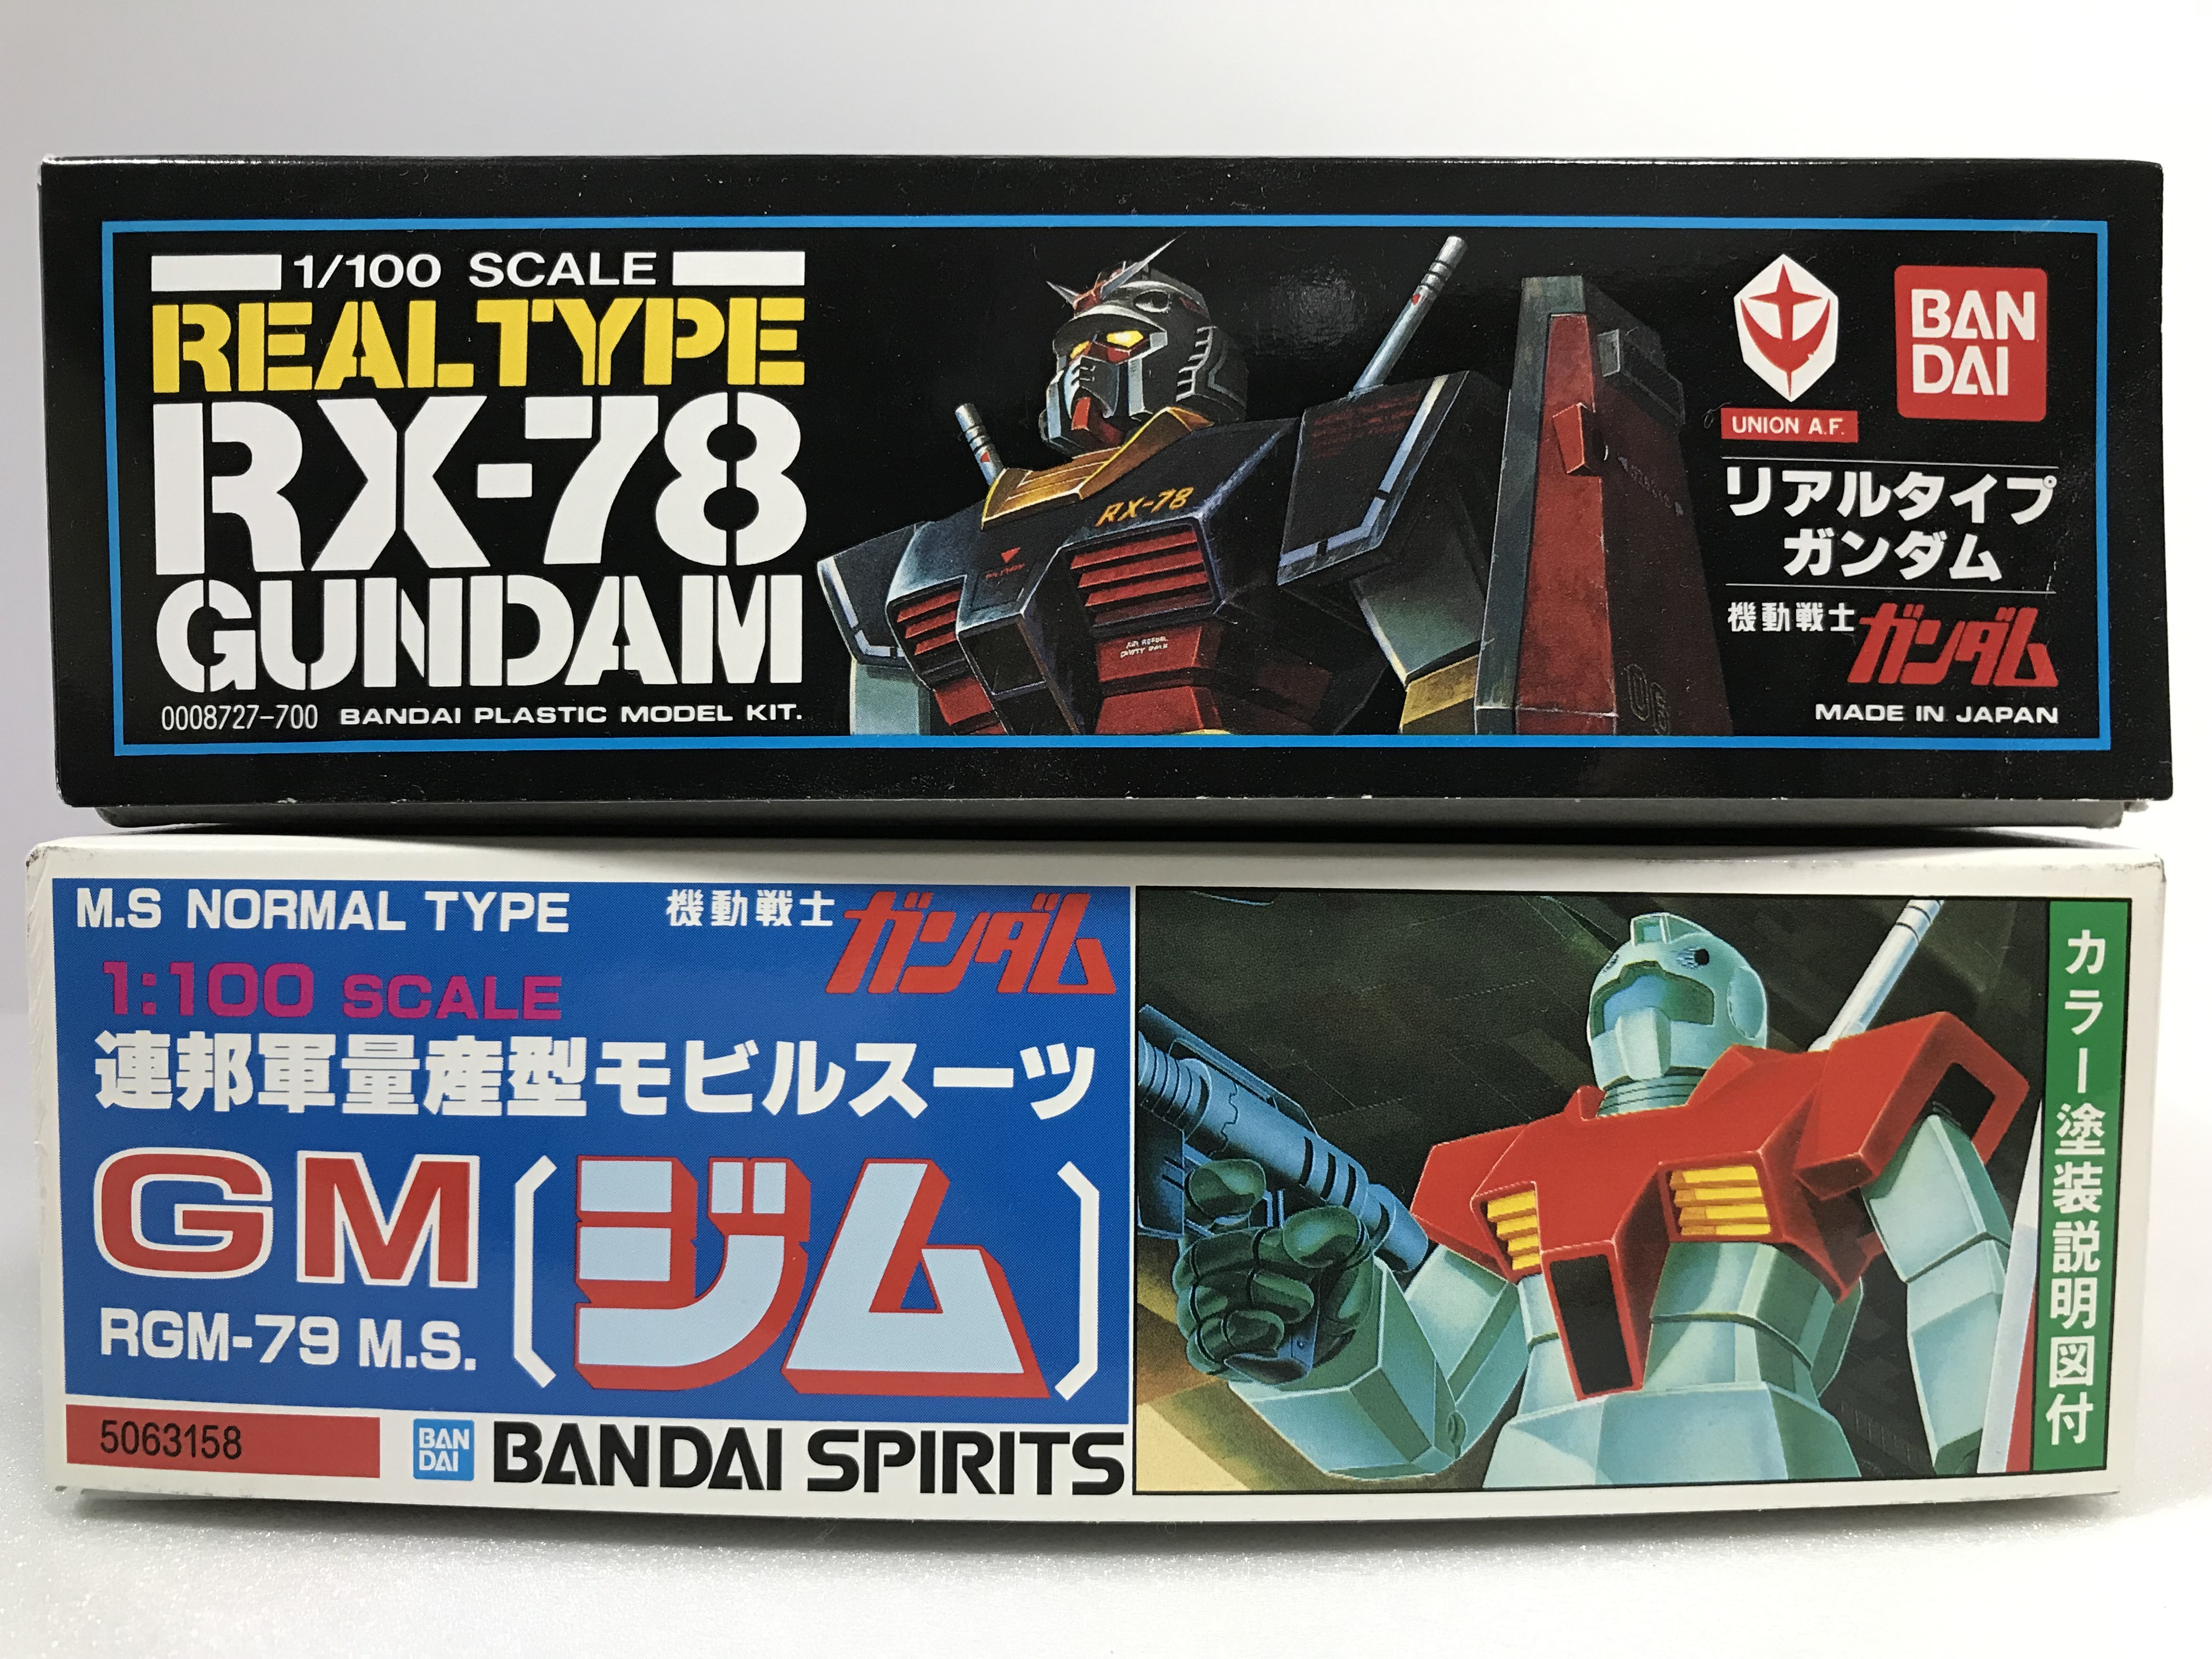 1/100 SCALE
REALTYPE
RX-78
GUNDAM
0008727-700 BANDAI PLASTIC MODEL KIT.
RX-78
UNION A.F.
BAN
DAI
リアルタイプ
ガンダム
機動戦士ガンダム
MADE IN JAPAN
M.S NORMAL TYPE
機動戦士ガンダム
1:100 SCALE
連邦軍量産型モビルスーツ
GM(ジム)
RGM-79 M.S.
5063158
BAN
DAI
BANDAI SPIRITS
カラー塗装説明図付